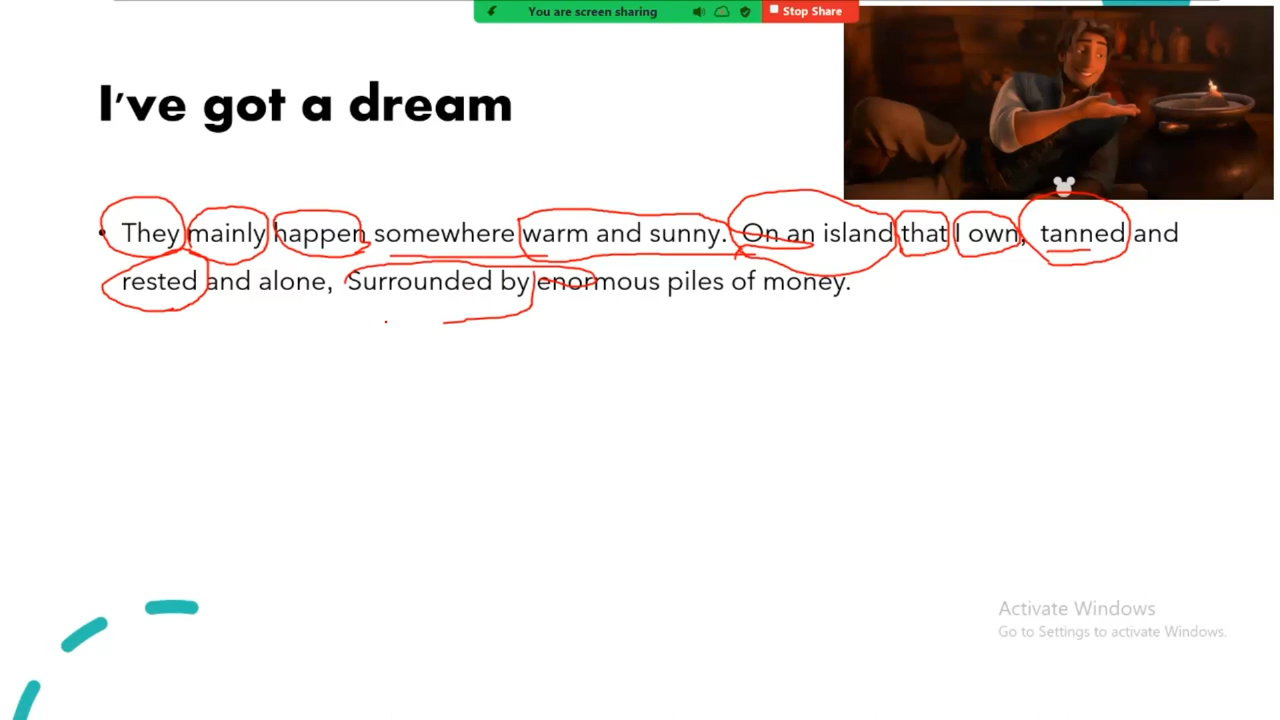 You are screen sharing
Stop Share
I've got a dream
• They mainly happen somewhere warm and sunny. On an island that I own, tanned and
rested and alone, Surrounded by enormous piles of money.
Activate Windows
Go to Settings to activate Windows.